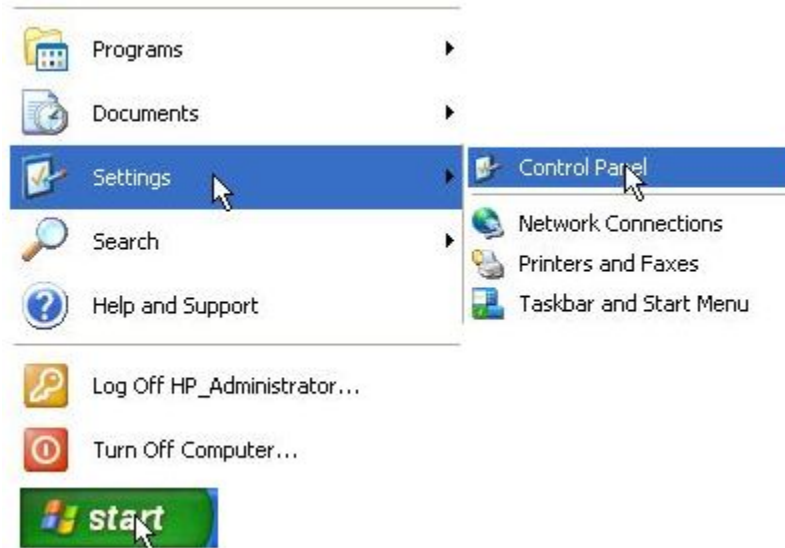 Programs
Documents
Settings
Search
Help and Support
Log Off HP_Administrator...
Turn Off Computer...
start
Control Panel
Network Connections
Printers and Faxes
Taskbar and Start Menu